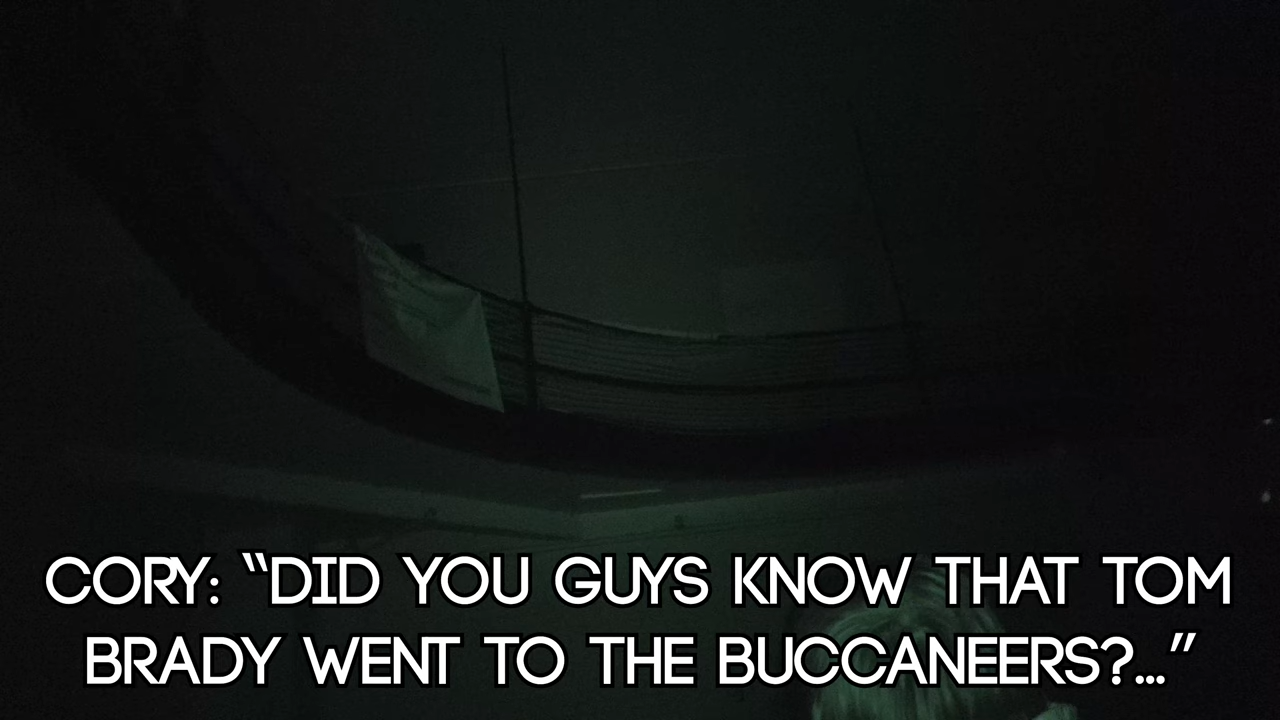 CORY: “DID YOU GUYS KNOW THAT TOM
BRADY WENT TO THE BUCCANEERS?...”